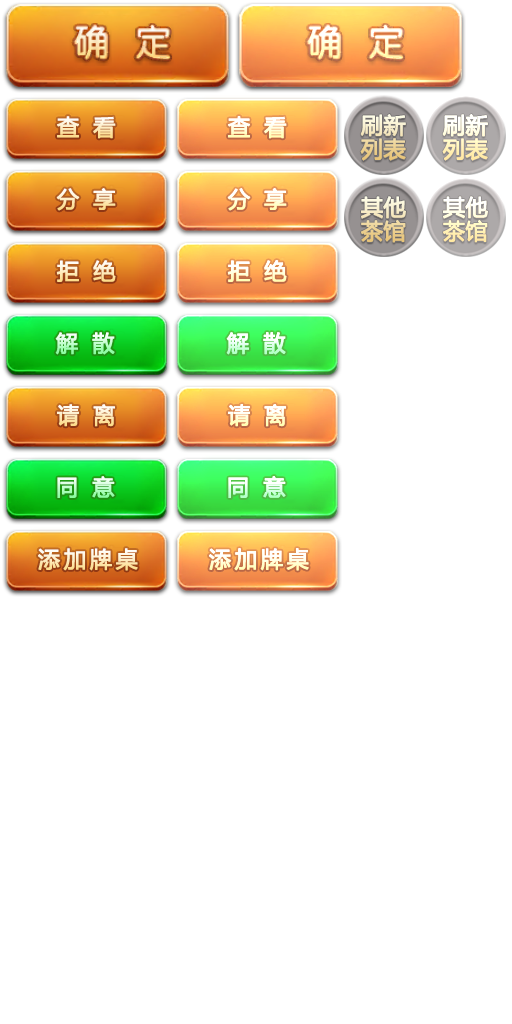 确 定
确 定
查 看
查 看
刷新
列表
刷新
列表
分 享
分 享
其他
茶馆
其他
茶馆
拒 绝
拒 绝
解 散
解 散
请 离
请 离
同 意
同 意
添加牌桌
添加牌桌